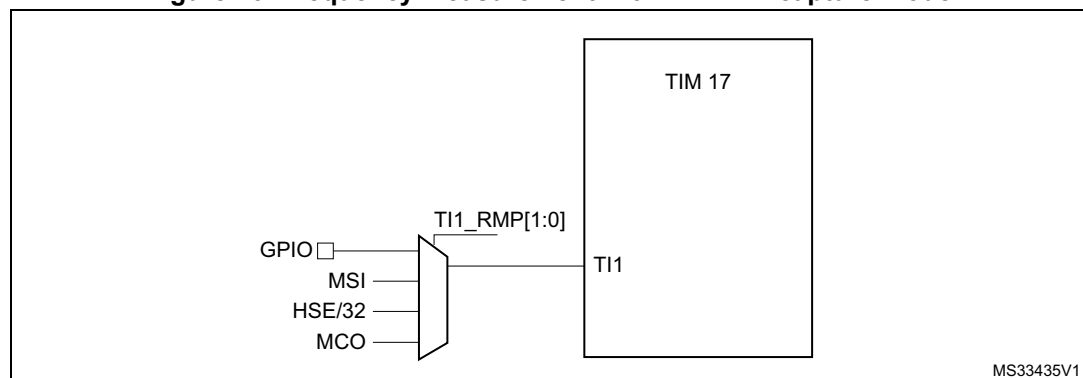 TIM 17
TI1_RMP[1:0]
GPIO
TI1
MSI
HSE/32
MCO
MS33435V1